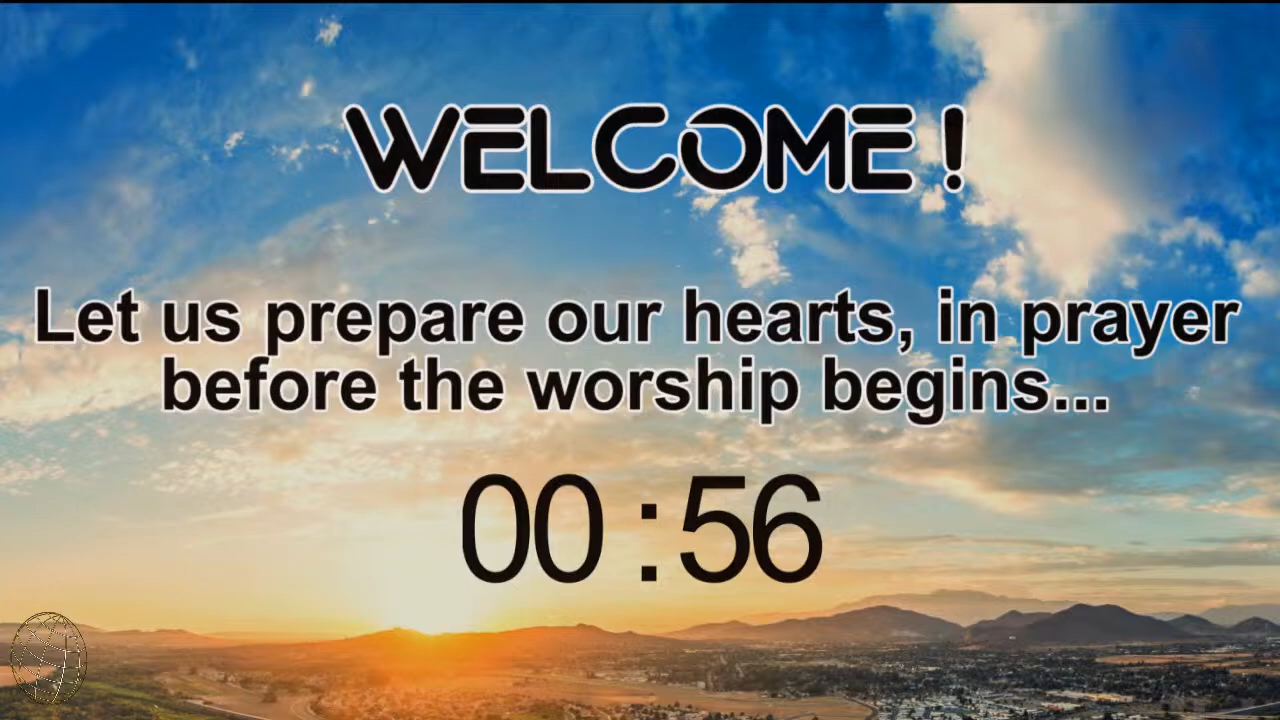 WELCOME !
Let us prepare our hearts, in prayer
before the worship begins...
00 :56